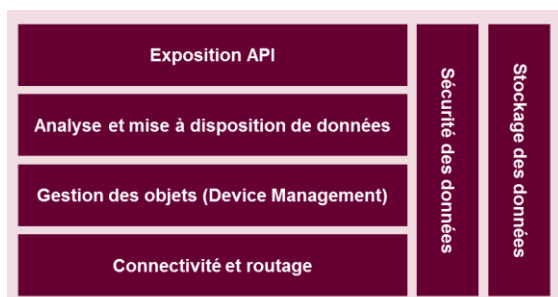 Exposition API
Analyse et mise à disposition de données
Gestion des objets (Device Management)
Connectivité et routage
Sécurité des données
Stockage des données